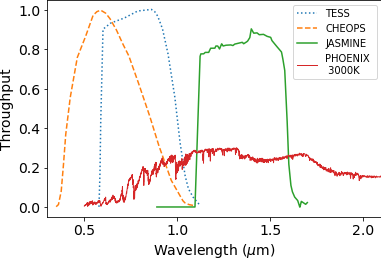 1.0
0.8
0.6
0.4
0.2
0.0
Throughput
TESS
CHEOPS
JASMINE
PHOENIX
3000K
0.5
1.0
1.5
2.0
Wavelength (μm)